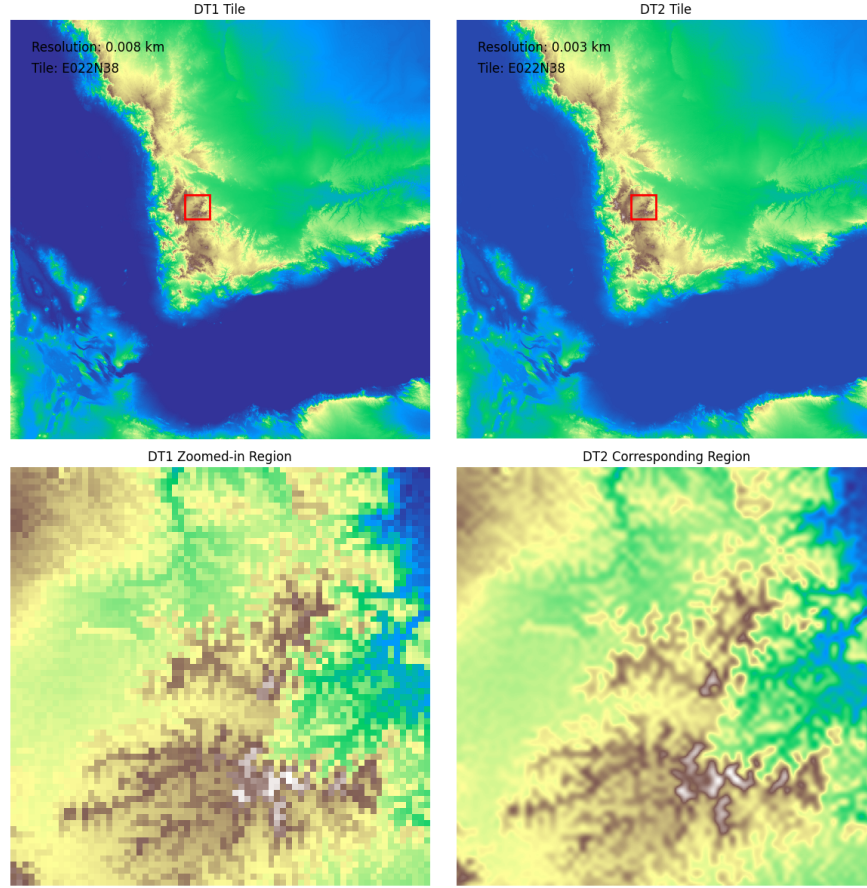 DT1 Tile
Resolution: 0.008 km
Tile: E022N38
DT2 Tile
Resolution: 0.003 km
Tile: E022N38
DT1 Zoomed-in Region
DT2 Corresponding Region